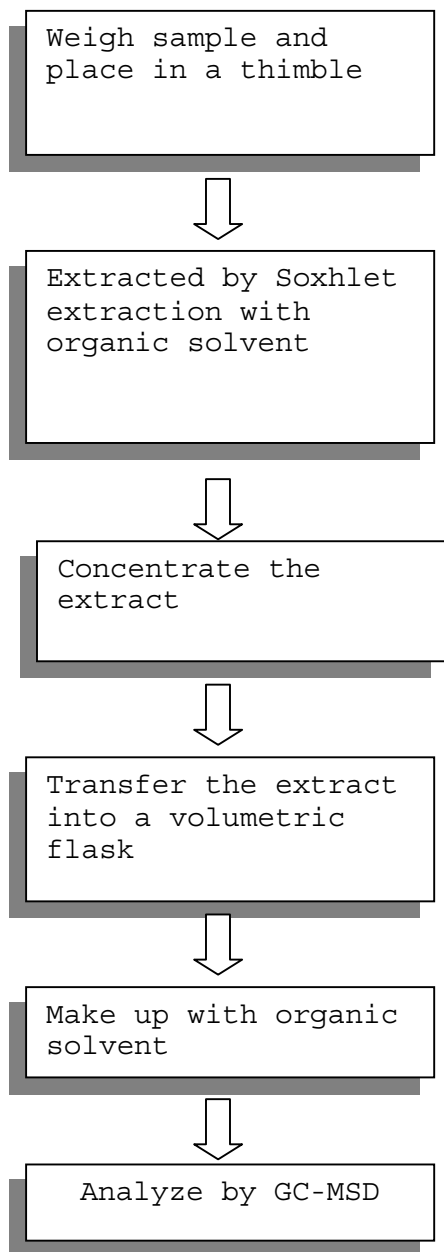 Weigh sample and
place in a thimble
Extracted by Soxhlet
extraction with
organic solvent
Concentrate the
extract
Transfer the extract
into a volumetric
flask
Make up with organic
solvent
Analyze by GC-MSD